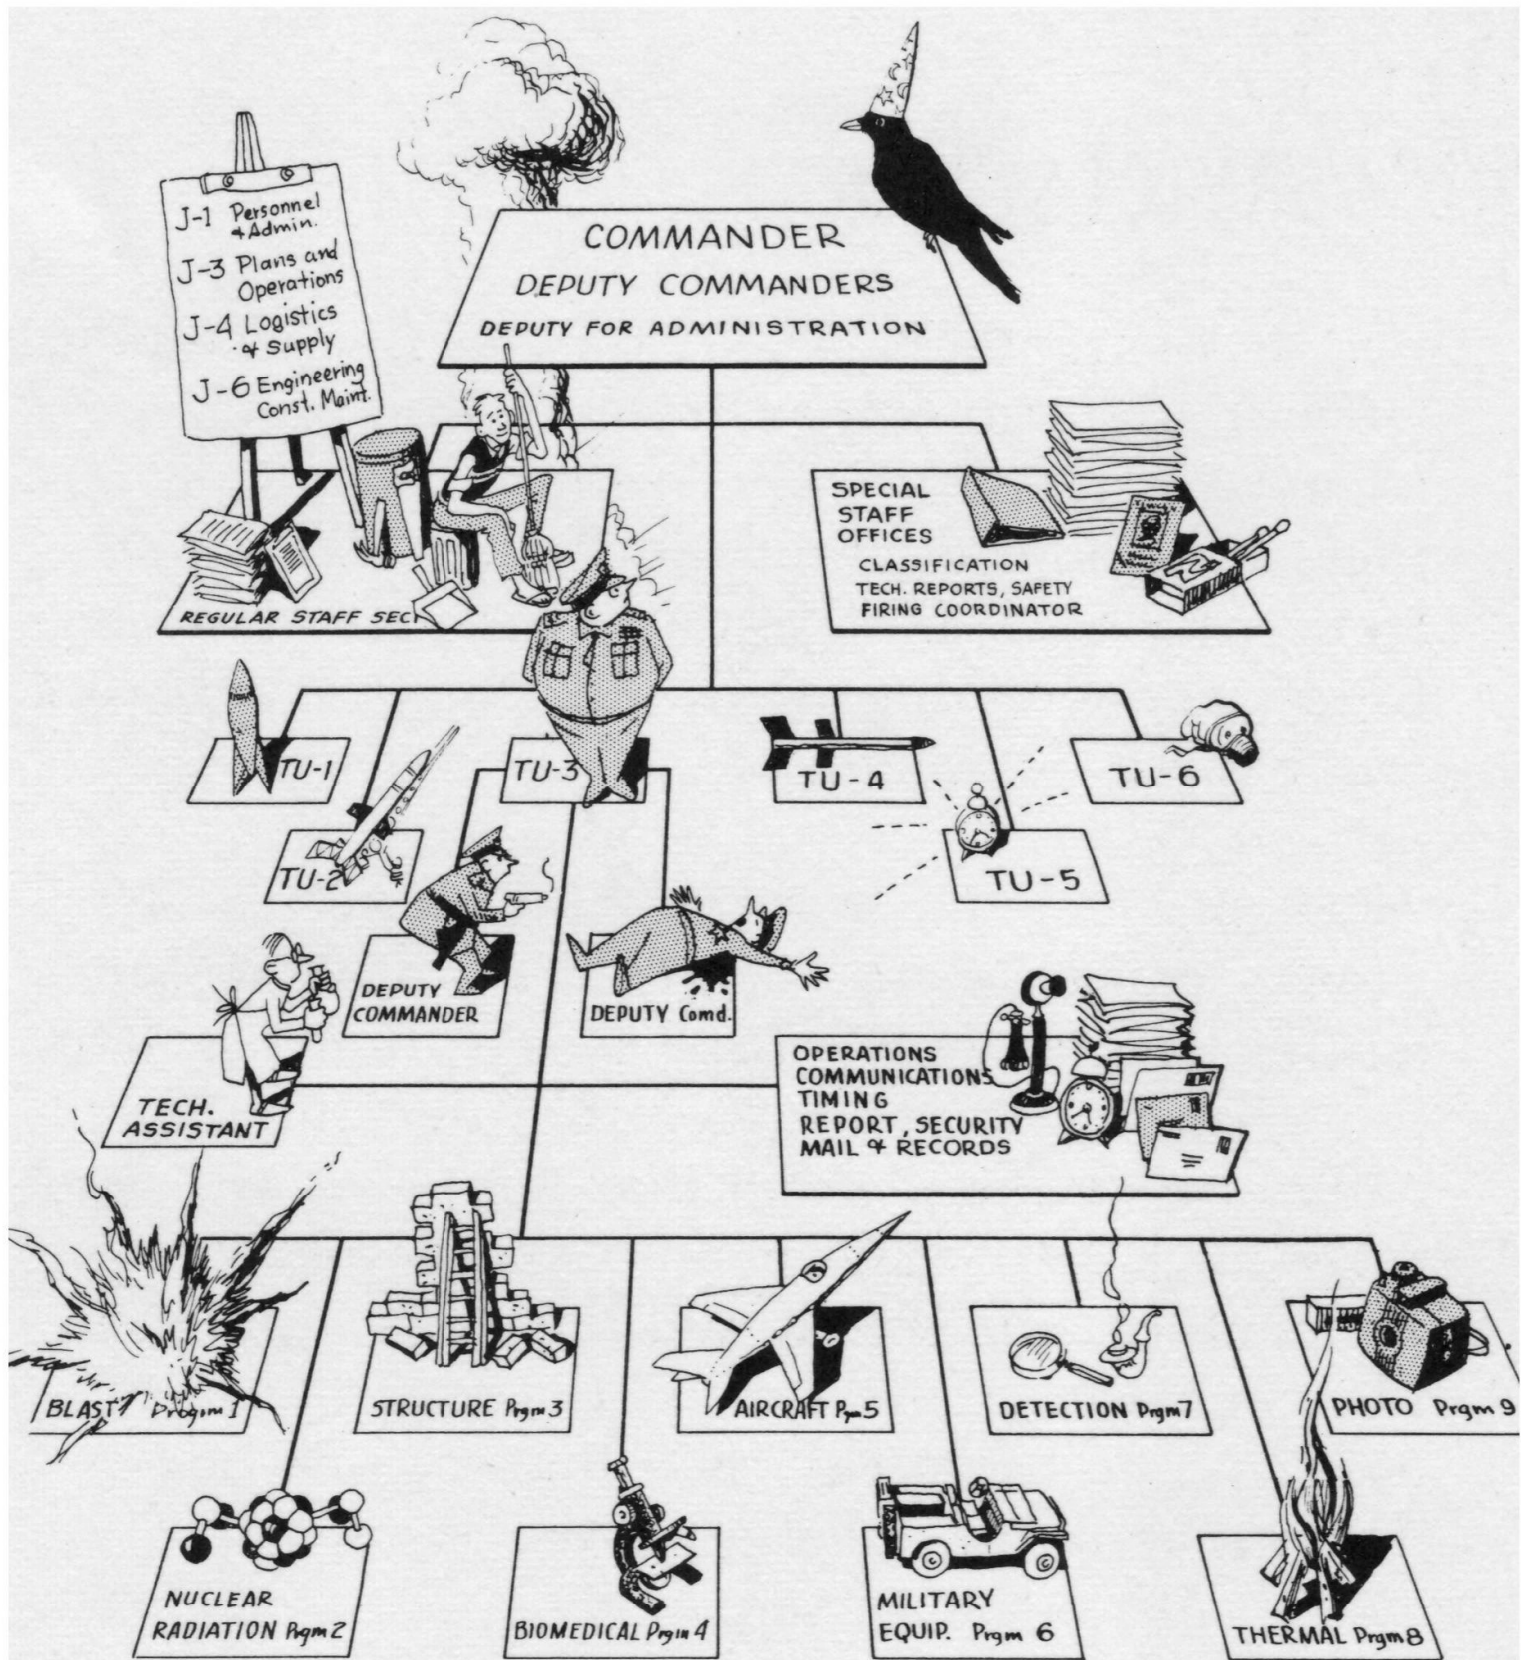 J-1 Personnel
& Admin.
J-3 Plans and
Operations
J-4 Logistics
& Supply
J-6 Engineering
Const. Maint.
COMMANDER
DEPUTY COMMANDERS
DEPUTY FOR ADMINISTRATION
REGULAR STAFF SECT
SPECIAL
STAFF
OFFICES
CLASSIFICATION
TECH. REPORTS, SAFETY
FIRING COORDINATOR
TU-1
TU-2
TU-3
TU-4
TU-5
TU-6
DEPUTY
COMMANDER
DEPUTY Comd.
TECH.
ASSISTANT
OPERATIONS
COMMUNICATIONS
TIMING
REPORT, SECURITY
MAIL & RECORDS
BLAST Progrm 1
NUCLEAR
RADIATION Prgm 2
STRUCTURE Prgm 3
BIOMEDICAL Prgm 4
AIRCRAFT Pgm 5
MILITARY
EQUIP. Prgm 6
DETECTION Prgm 7
THERMAL Prgm 8
PHOTO Prgm 9